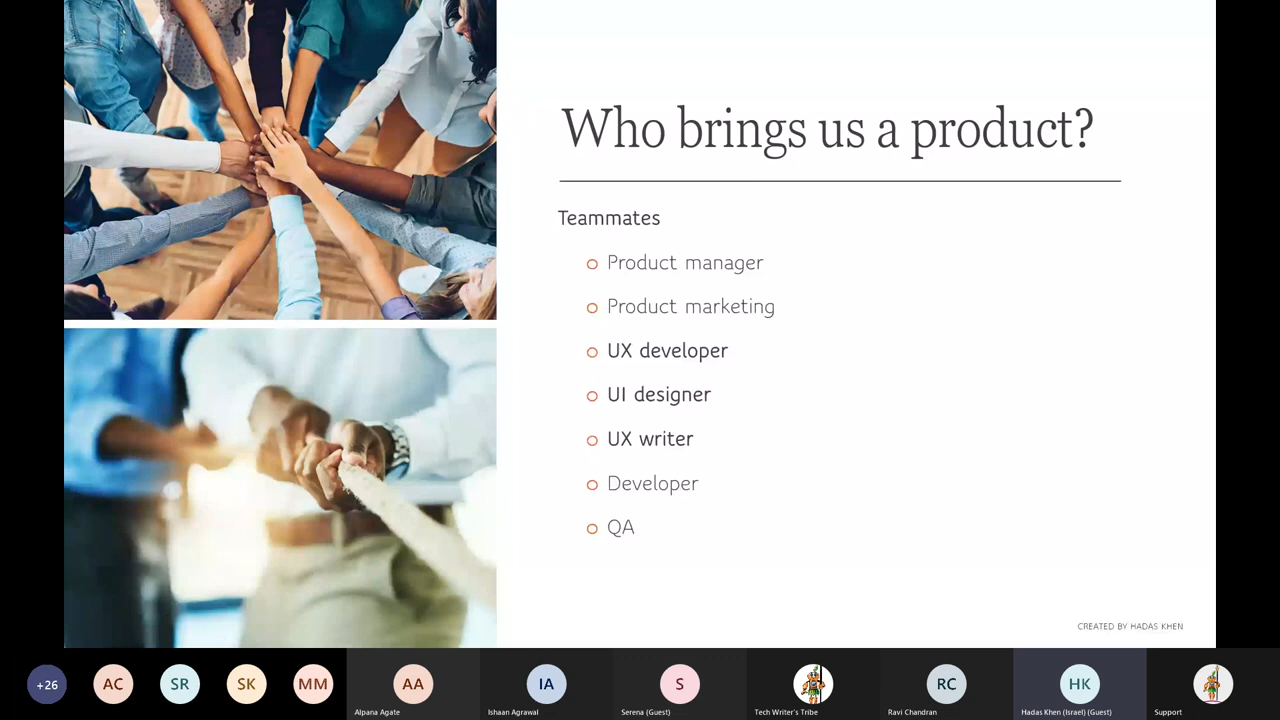 Who brings us a product?
Teammates
Product manager
Product marketing
UX developer
UI designer
UX writer
Developer
QA
CREATED BY HADAS KHEN
+26
AC
SR
SK
MM
AA
IA
S
RC
HK
Alpana Agate
Ishaan Agrawal
Serena (Guest)
Tech Writer's Tribe
Ravi Chandran
Hadas Khen (Israel) (Guest)
Support